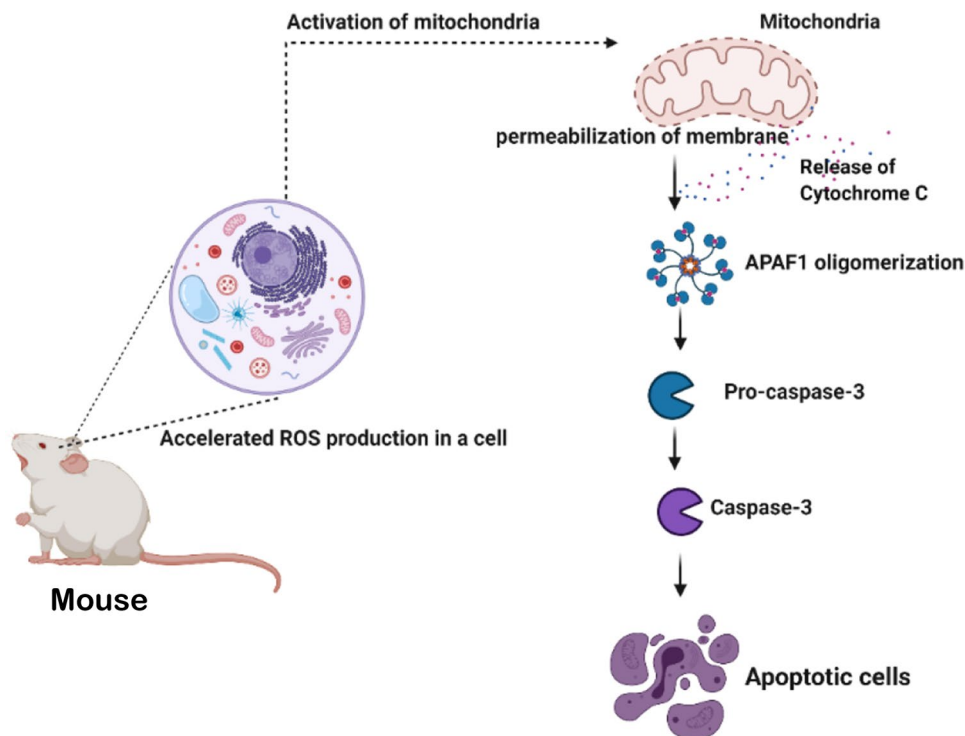 Activation of mitochondria
Mitochondria
permeabilization of membrane
Release of
Cytochrome C
APAF1 oligomerization
Pro-caspase-3
Accelerated ROS production in a cell
Caspase-3
Mouse
Apoptotic cells